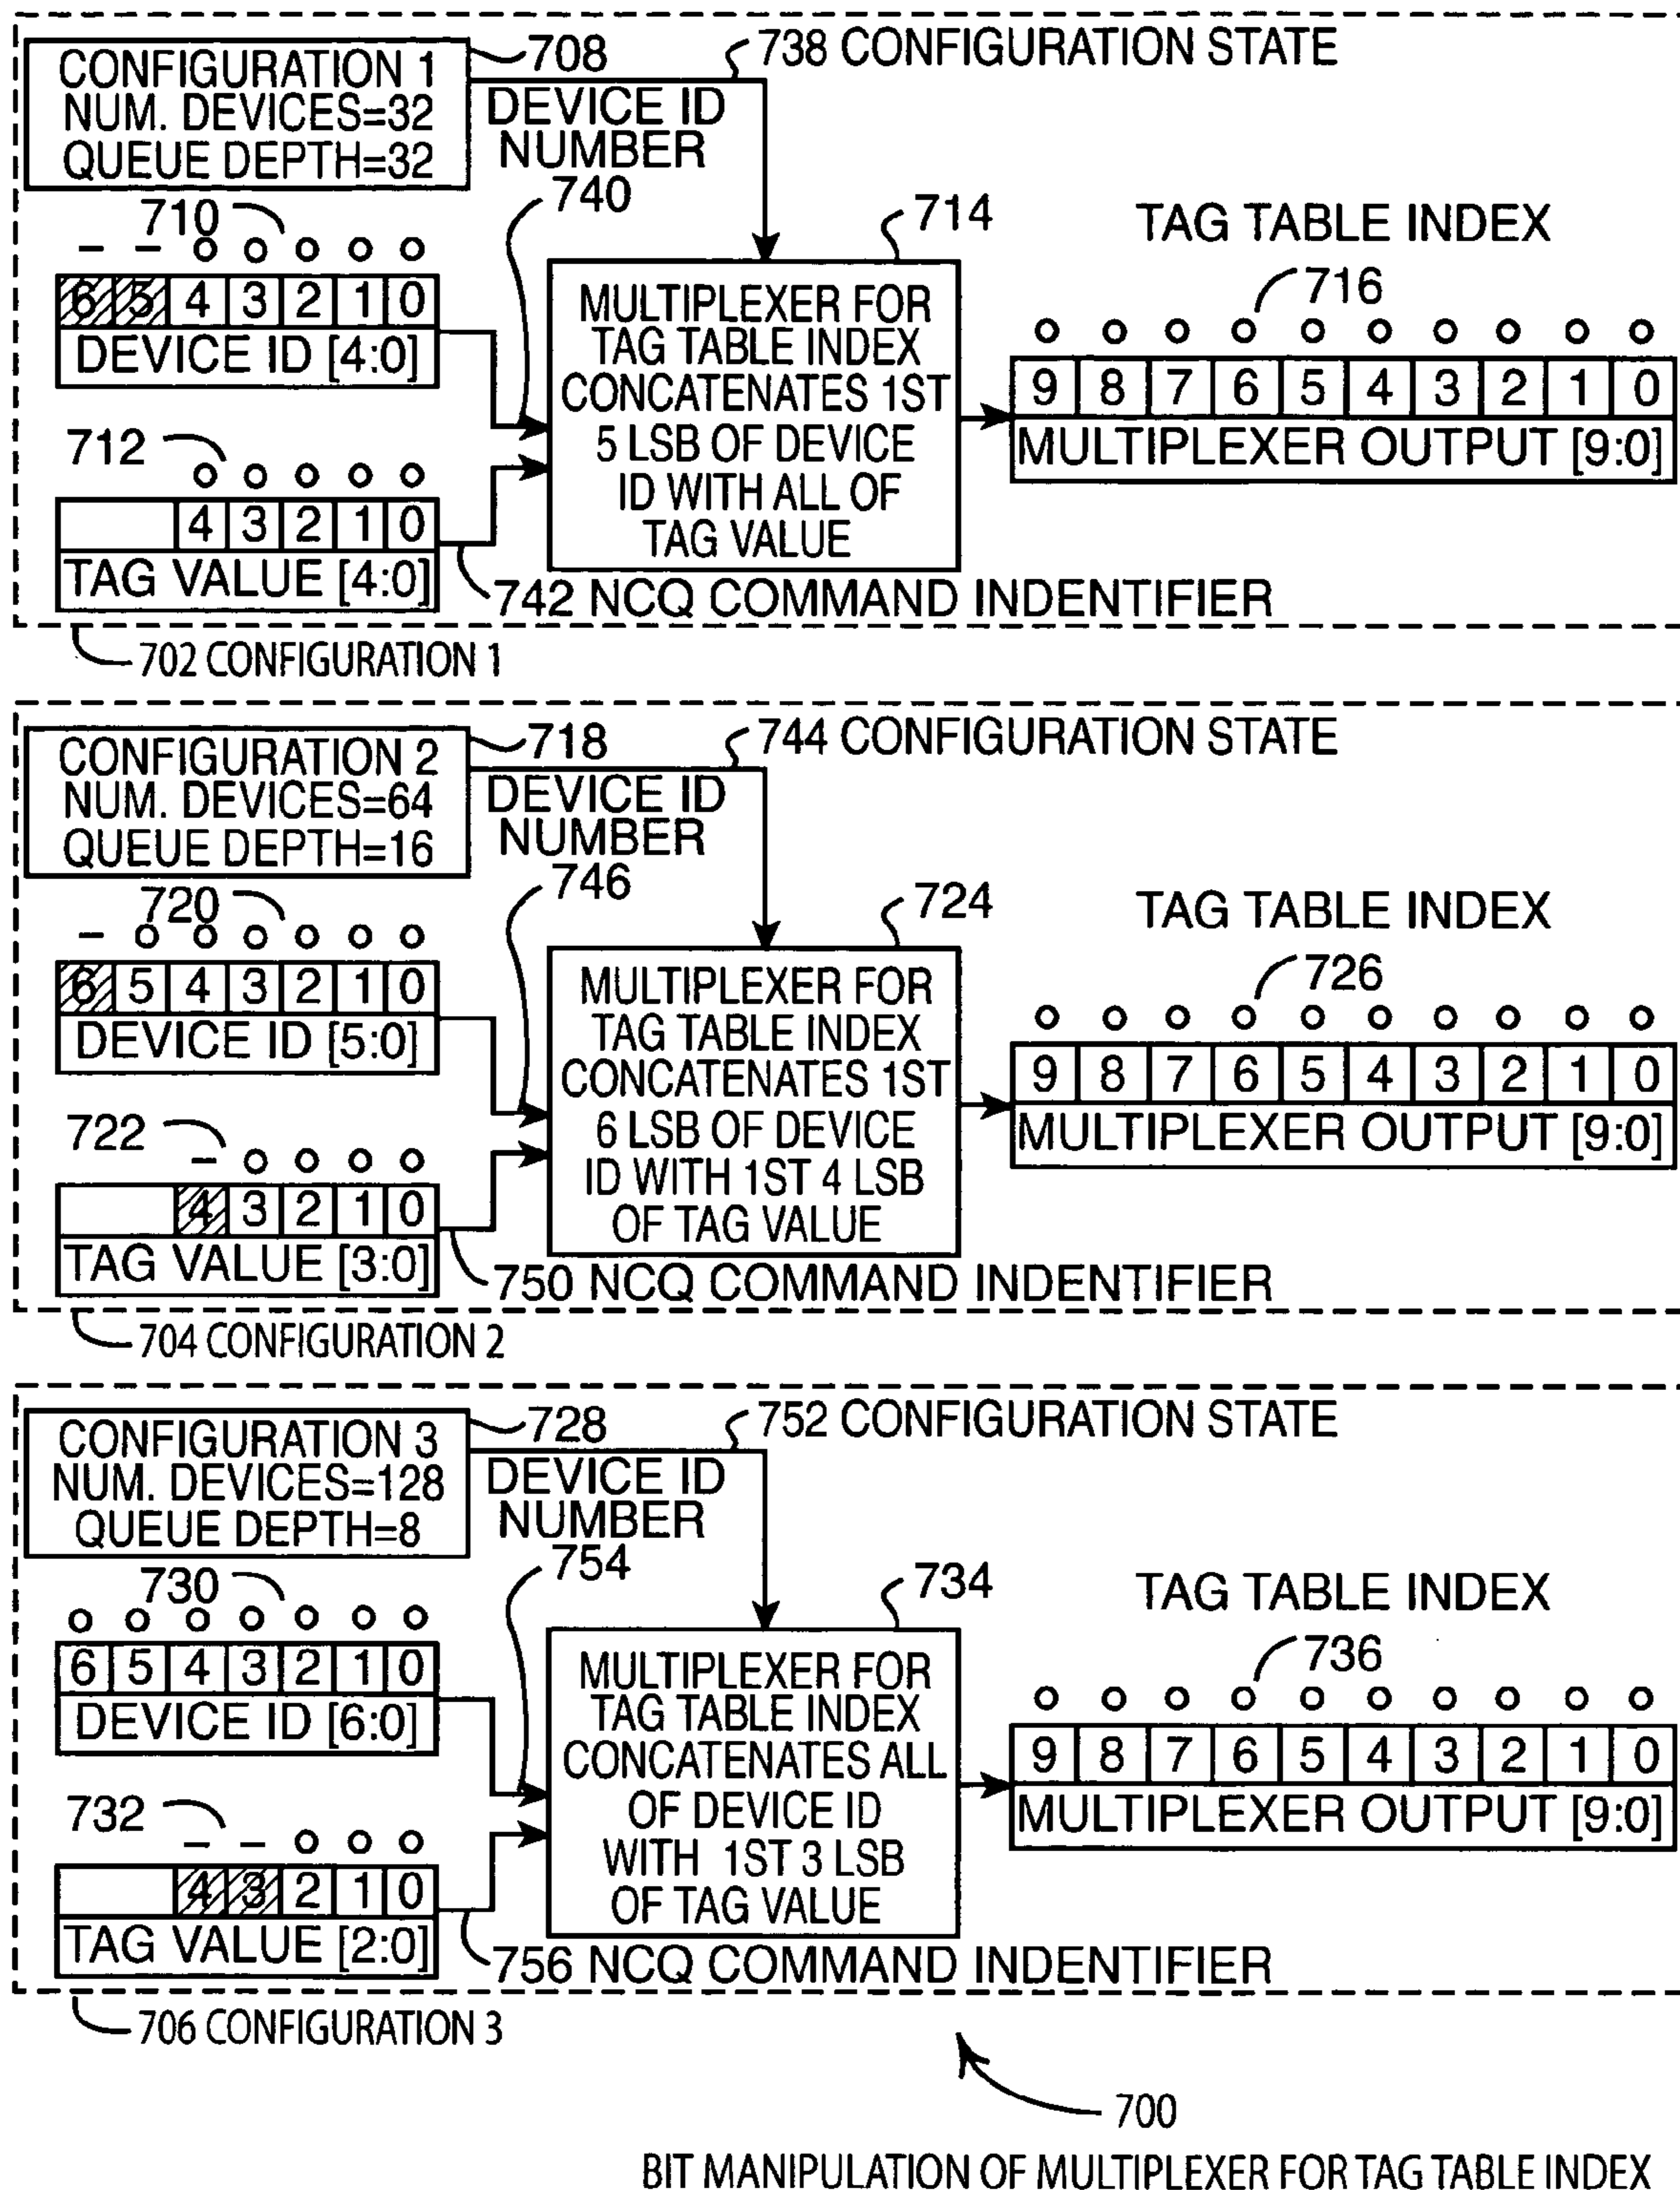 CONFIGURATION 1
NUM. DEVICES=32
QUEUE DEPTH=32
708
738 CONFIGURATION STATE
DEVICE ID
NUMBER
740
710
– – o o o o o
6 5 4 3 2 1 0
DEVICE ID [4:0]
712
o o o o o
4 3 2 1 0
TAG VALUE [4:0]
742 NCQ COMMAND INDENTIFIER
714
MULTIPLEXER FOR
TAG TABLE INDEX
CONCATENATES 1ST
5 LSB OF DEVICE
ID WITH ALL OF
TAG VALUE
TAG TABLE INDEX
716
o o o o o o o o o o
9 8 7 6 5 4 3 2 1 0
MULTIPLEXER OUTPUT [9:0]
702 CONFIGURATION 1
CONFIGURATION 2
NUM. DEVICES=64
QUEUE DEPTH=16
718
744 CONFIGURATION STATE
DEVICE ID
NUMBER
746
720
– o o o o o o
6 5 4 3 2 1 0
DEVICE ID [5:0]
722
– o o o o
4 3 2 1 0
TAG VALUE [3:0]
750 NCQ COMMAND INDENTIFIER
724
MULTIPLEXER FOR
TAG TABLE INDEX
CONCATENATES 1ST
6 LSB OF DEVICE
ID WITH 1ST 4 LSB
OF TAG VALUE
TAG TABLE INDEX
726
o o o o o o o o o o
9 8 7 6 5 4 3 2 1 0
MULTIPLEXER OUTPUT [9:0]
704 CONFIGURATION 2
CONFIGURATION 3
NUM. DEVICES=128
QUEUE DEPTH=8
728
752 CONFIGURATION STATE
DEVICE ID
NUMBER
754
730
o o o o o o o
6 5 4 3 2 1 0
DEVICE ID [6:0]
732
– – o o o
4 3 2 1 0
TAG VALUE [2:0]
756 NCQ COMMAND INDENTIFIER
734
MULTIPLEXER FOR
TAG TABLE INDEX
CONCATENATES ALL
OF DEVICE ID
WITH 1ST 3 LSB
OF TAG VALUE
TAG TABLE INDEX
736
o o o o o o o o o o
9 8 7 6 5 4 3 2 1 0
MULTIPLEXER OUTPUT [9:0]
706 CONFIGURATION 3
700
BIT MANIPULATION OF MULTIPLEXER FOR TAG TABLE INDEX